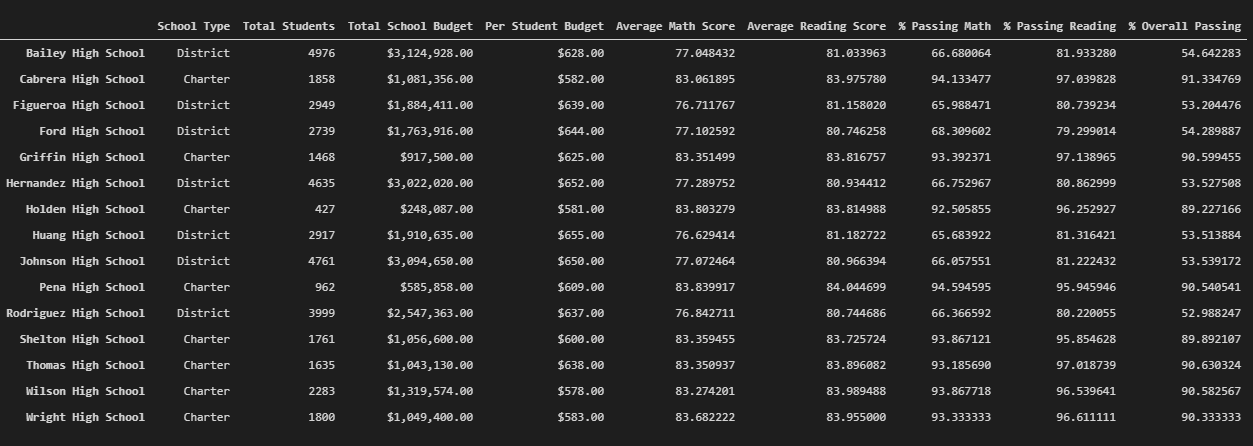 School Type Total Students Total School Budget Per Student Budget Average Math Score Average Reading Score % Passing Math % Passing Reading % Overall Passing
Bailey High School District 4976 $3,124,928.00 $628.00 77.048432 81.033963 66.680064 81.933280 54.642283
Cabrera High School Charter 1858 $1,081,356.00 $582.00 83.061895 83.975780 94.133477 97.039828 91.334769
Figueroa High School District 2949 $1,884,411.00 $639.00 76.711767 81.158020 65.988471 80.739234 53.204476
Ford High School District 2739 $1,763,916.00 $644.00 77.102592 80.746258 68.309602 79.299014 54.289887
Griffin High School Charter 1468 $917,500.00 $625.00 83.351499 83.816757 93.392371 97.138965 90.599455
Hernandez High School District 4635 $3,022,020.00 $652.00 77.289752 80.934412 66.752967 80.862999 53.527508
Holden High School Charter 427 $248,087.00 $581.00 83.803279 83.814988 92.505855 96.252927 89.227166
Huang High School District 2917 $1,910,635.00 $655.00 76.629414 81.182722 65.683922 81.316421 53.513884
Johnson High School District 4761 $3,094,650.00 $650.00 77.072464 80.966394 66.057551 81.222432 53.539172
Pena High School Charter 962 $585,858.00 $609.00 83.839917 84.044699 94.594595 95.945946 90.540541
Rodriguez High School District 3999 $2,547,363.00 $637.00 76.842711 80.744686 66.366592 80.220055 52.988247
Shelton High School Charter 1761 $1,056,600.00 $600.00 83.359455 83.725724 93.867121 95.854628 89.892107
Thomas High School Charter 1635 $1,043,130.00 $638.00 83.350937 83.896082 93.185690 97.018739 90.630324
Wilson High School Charter 2283 $1,319,574.00 $578.00 83.274201 83.989488 93.867718 96.539641 90.582567
Wright High School Charter 1800 $1,049,400.00 $583.00 83.682222 83.955000 93.333333 96.611111 90.333333